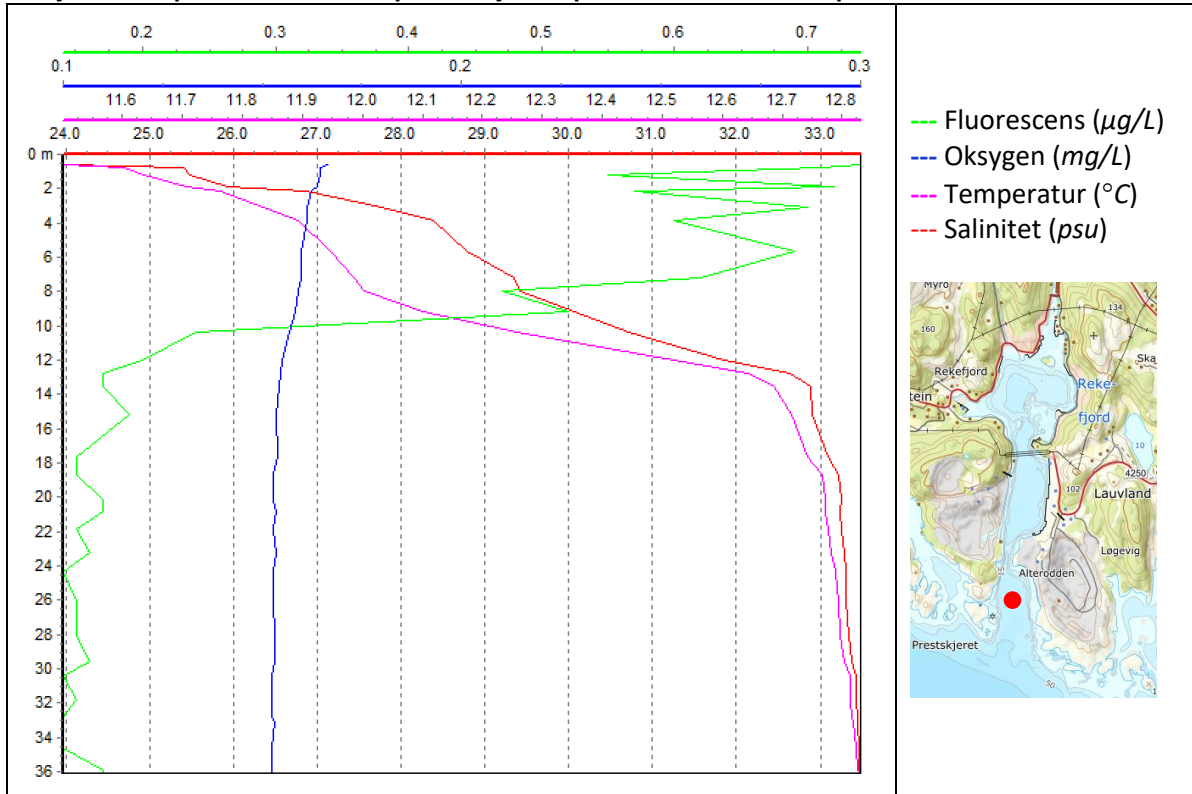 0.2 0.3 0.4 0.5 0.6 0.7
0.1 0.2 0.3
11.6 11.7 11.8 11.9 12.0 12.1 12.2 12.3 12.4 12.5 12.6 12.7 12.8
24.0 25.0 26.0 27.0 28.0 29.0 30.0 31.0 32.0 33.0
0 m
2
4
6
8
10
12
14
16
18
20
22
24
26
28
30
32
34
36
--- Fluorescens (µg/L)
--- Oksygen (mg/L)
--- Temperatur (°C)
--- Salinitet (psu)
Myro
134
160
Rekefjord
Ska
Reke-
fjord
tein
10
4250
102
Lauvland
Løgevig
51
Alterodden
Prestskjeret
50